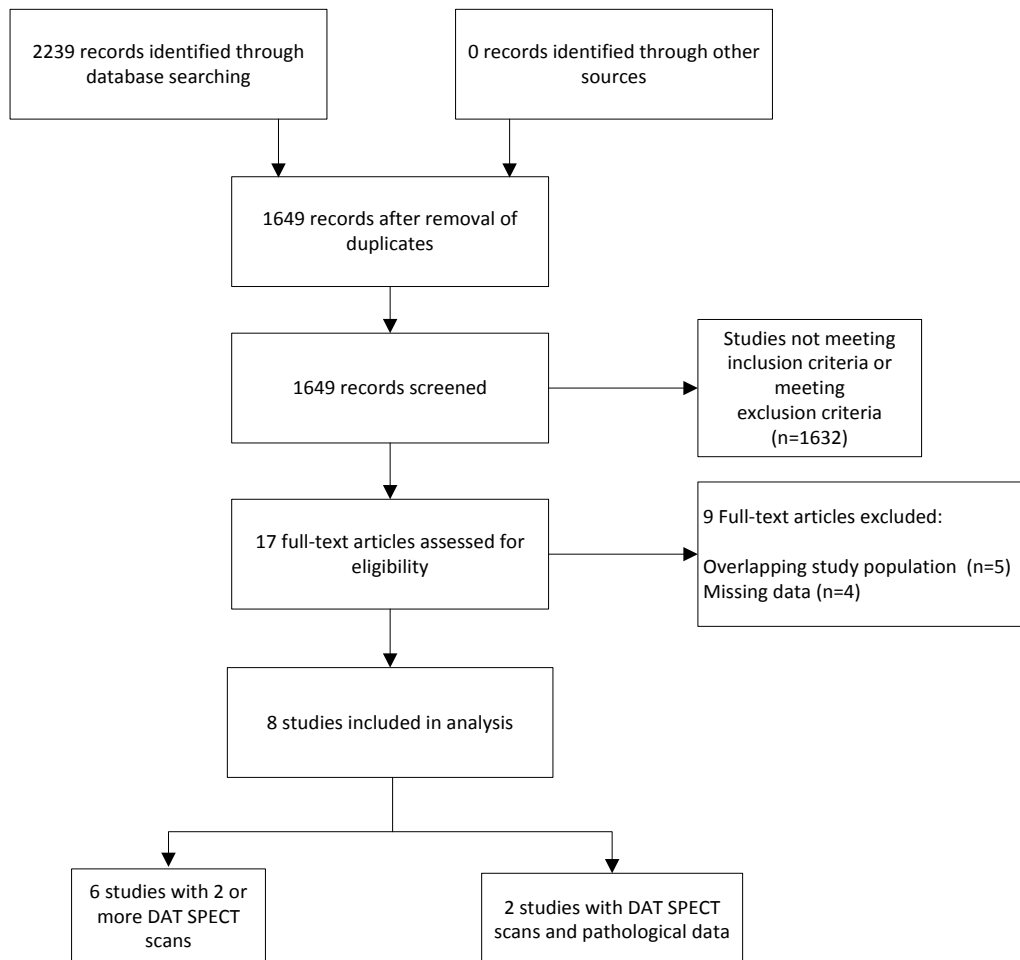 2239 records identified through
database searching
0 records identified through other
sources
1649 records after removal of
duplicates
1649 records screened
Studies not meeting
inclusion criteria or
meeting
exclusion criteria
(n=1632)
17 full-text articles assessed for
eligibility
9 Full-text articles excluded:
Overlapping study population  (n=5)
Missing data (n=4)
8 studies included in analysis
6 studies with 2 or
more DAT SPECT
scans
2 studies with DAT SPECT
scans and pathological data